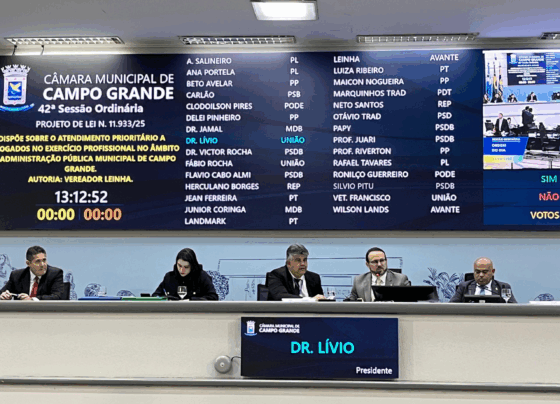 CÂMARA MUNICIPAL DE
CAMPO GRANDE
42ª Sessão Ordinária
PROJETO DE LEI N. 11.933/25
DISPÕE SOBRE O ATENDIMENTO PRIORITÁRIO A
ADVOGADOS NO EXERCÍCIO PROFISSIONAL NO ÂMBITO
ADMINISTRAÇÃO PÚBLICA MUNICIPAL DE CAMPO
GRANDE.
AUTORIA: VEREADOR LEINHA.
13:12:52
00:00 00:00
A. SALINEIRO PL
ANA PORTELA PL
BETO AVELAR PP
CARLÃO PSB
CLODOILSON PIRES PODE
DELEI PINHEIRO PP
DR. JAMAL MDB
DR. LÍVIO UNIÃO
DR. VICTOR ROCHA PSDB
FÁBIO ROCHA UNIÃO
FLAVIO CABO ALMI PSDB
HERCULANO BORGES REP
JEAN FERREIRA PT
JUNIOR CORINGA MDB
LANDMARK PT
LEINHA AVANTE
LUIZA RIBEIRO PT
MAICON NOGUEIRA PP
MARQUINHOS TRAD PDT
NETO SANTOS REP
OTÁVIO TRAD PSD
PAPY PSDB
PROF. JUARI PSDB
PROF. RIVERTON PP
RAFAEL TAVARES PL
RONILÇO GUERREIRO PODE
SILVIO PITU PSDB
VET. FRANCISCO UNIÃO
WILSON LANDS AVANTE
SIM
NÃO
VOTOS
CÂMARA MUNICIPAL DE
CAMPO GRANDE
DR. LÍVIO
Presidente